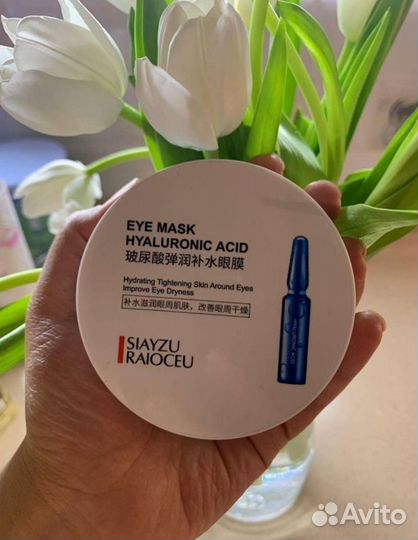 EYE MASK
HYALURONIC ACID
玻尿酸弹润补水眼膜
Hydrating Tightening Skin Around Eyes
Improve Eye Dryness
补水滋润眼周肌肤，改善眼周干燥
SIAYZU
RAIOCEU
HYALURONIC ACID
Avito